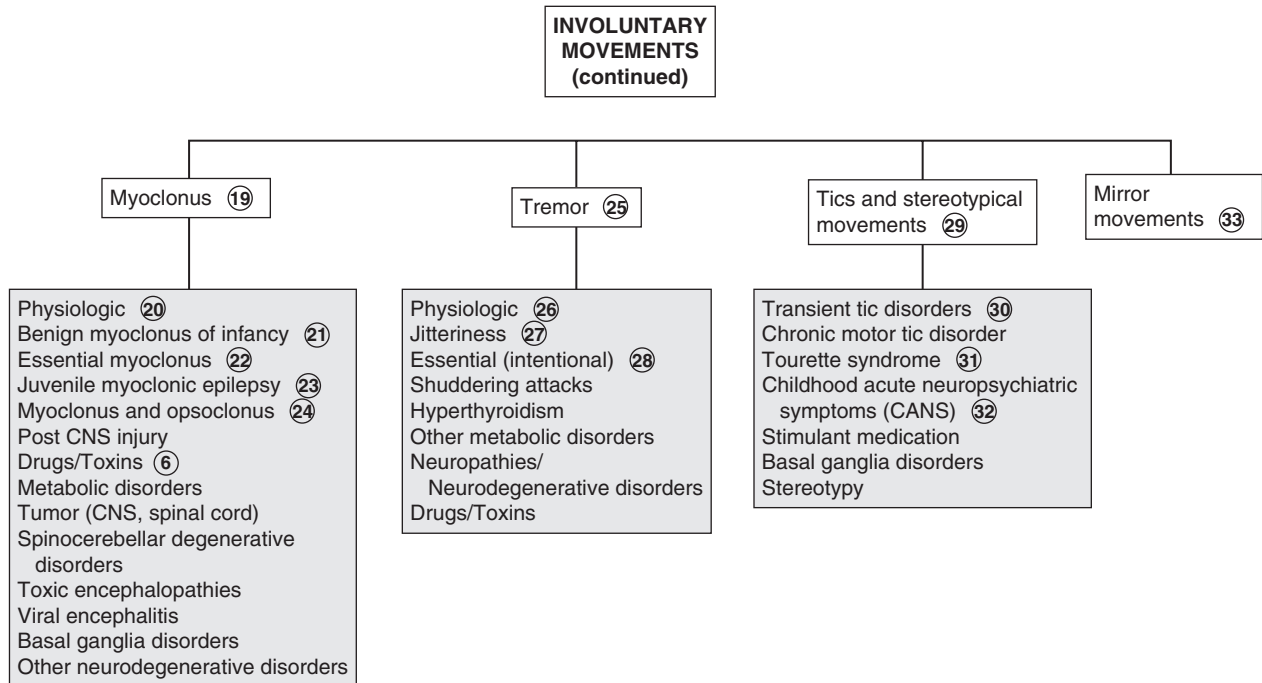 INVOLUNTARY
MOVEMENTS
(continued)
Myoclonus 19
Tremor 25
Tics and stereotypical
movements 29
Mirror
movements 33
Physiologic 20
Benign myoclonus of infancy 21
Essential myoclonus 22
Juvenile myoclonic epilepsy 23
Myoclonus and opsoclonus 24
Post CNS injury
Drugs/Toxins 6
Metabolic disorders
Tumor (CNS, spinal cord)
Spinocerebellar degenerative
disorders
Toxic encephalopathies
Viral encephalitis
Basal ganglia disorders
Other neurodegenerative disorders
Physiologic 26
Jitteriness 27
Essential (intentional) 28
Shuddering attacks
Hyperthyroidism
Other metabolic disorders
Neuropathies/
Neurodegenerative disorders
Drugs/Toxins
Transient tic disorders 30
Chronic motor tic disorder
Tourette syndrome 31
Childhood acute neuropsychiatric
symptoms (CANS) 32
Stimulant medication
Basal ganglia disorders
Stereotypy